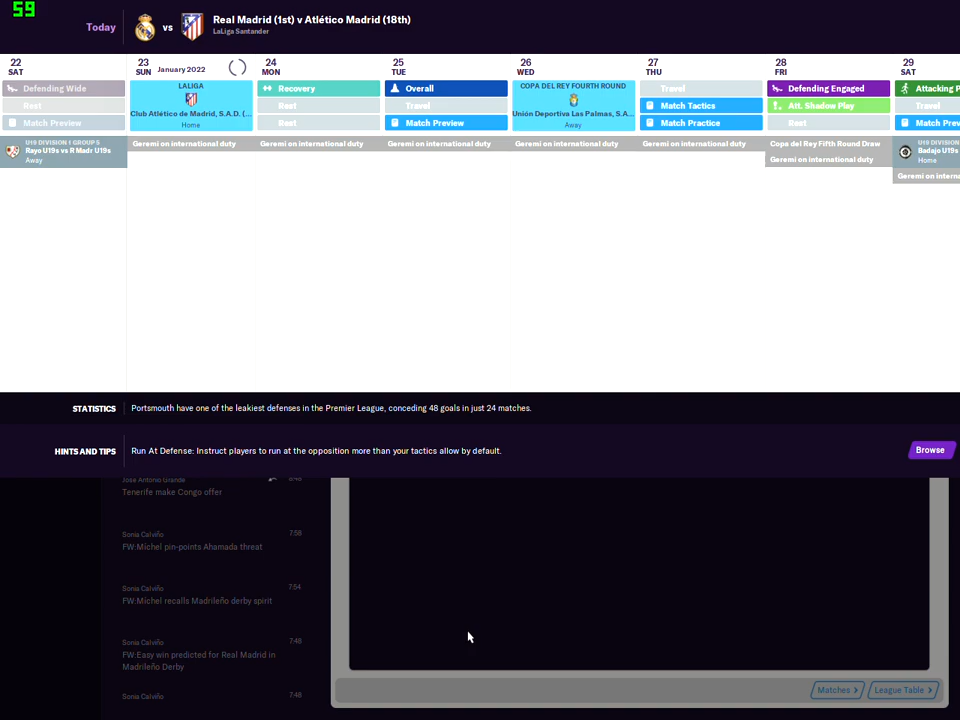 59
Today
vs
Real Madrid (1st) v Atlético Madrid (18th)
LaLiga Santander
22
SAT
23
SUN
January 2022
24
MON
25
TUE
26
WED
27
THU
28
FRI
29
SAT
Defending Wide
Rest
Match Preview
LALIGA
Club Atlético de Madrid, S.A.D. (...
Home
Recovery
Rest
Rest
Overall
Travel
Match Preview
COPA DEL REY FOURTH ROUND
Unión Deportiva Las Palmas, S.A...
Away
Travel
Match Tactics
Match Practice
Defending Engaged
Att. Shadow Play
Rest
Attacking P
Travel
Match Prev
U19 DIVISION 1 GROUP 5
Rayo U19s vs R Madr U19s
Away
Geremi on international duty
Geremi on international duty
Geremi on international duty
Geremi on international duty
Geremi on international duty
Copa del Rey Fifth Round Draw
Geremi on international duty
U19 DIVISION
Badajo U19s
Home
Geremi on interna
STATISTICS
Portsmouth have one of the leakiest defenses in the Premier League, conceding 48 goals in just 24 matches.
HINTS AND TIPS
Run At Defense: Instruct players to run at the opposition more than your tactics allow by default.
Browse
José Antonio Grande
Tenerife make Congo offer
Sonia Calviño
7:58
FW:Míchel pin-points Ahamada threat
Sonia Calviño
7:54
FW:Míchel recalls Madrileño derby spirit
Sonia Calviño
7:48
FW:Easy win predicted for Real Madrid in
Madrileño Derby
Sonia Calviño
7:48
Matches >
League Table >